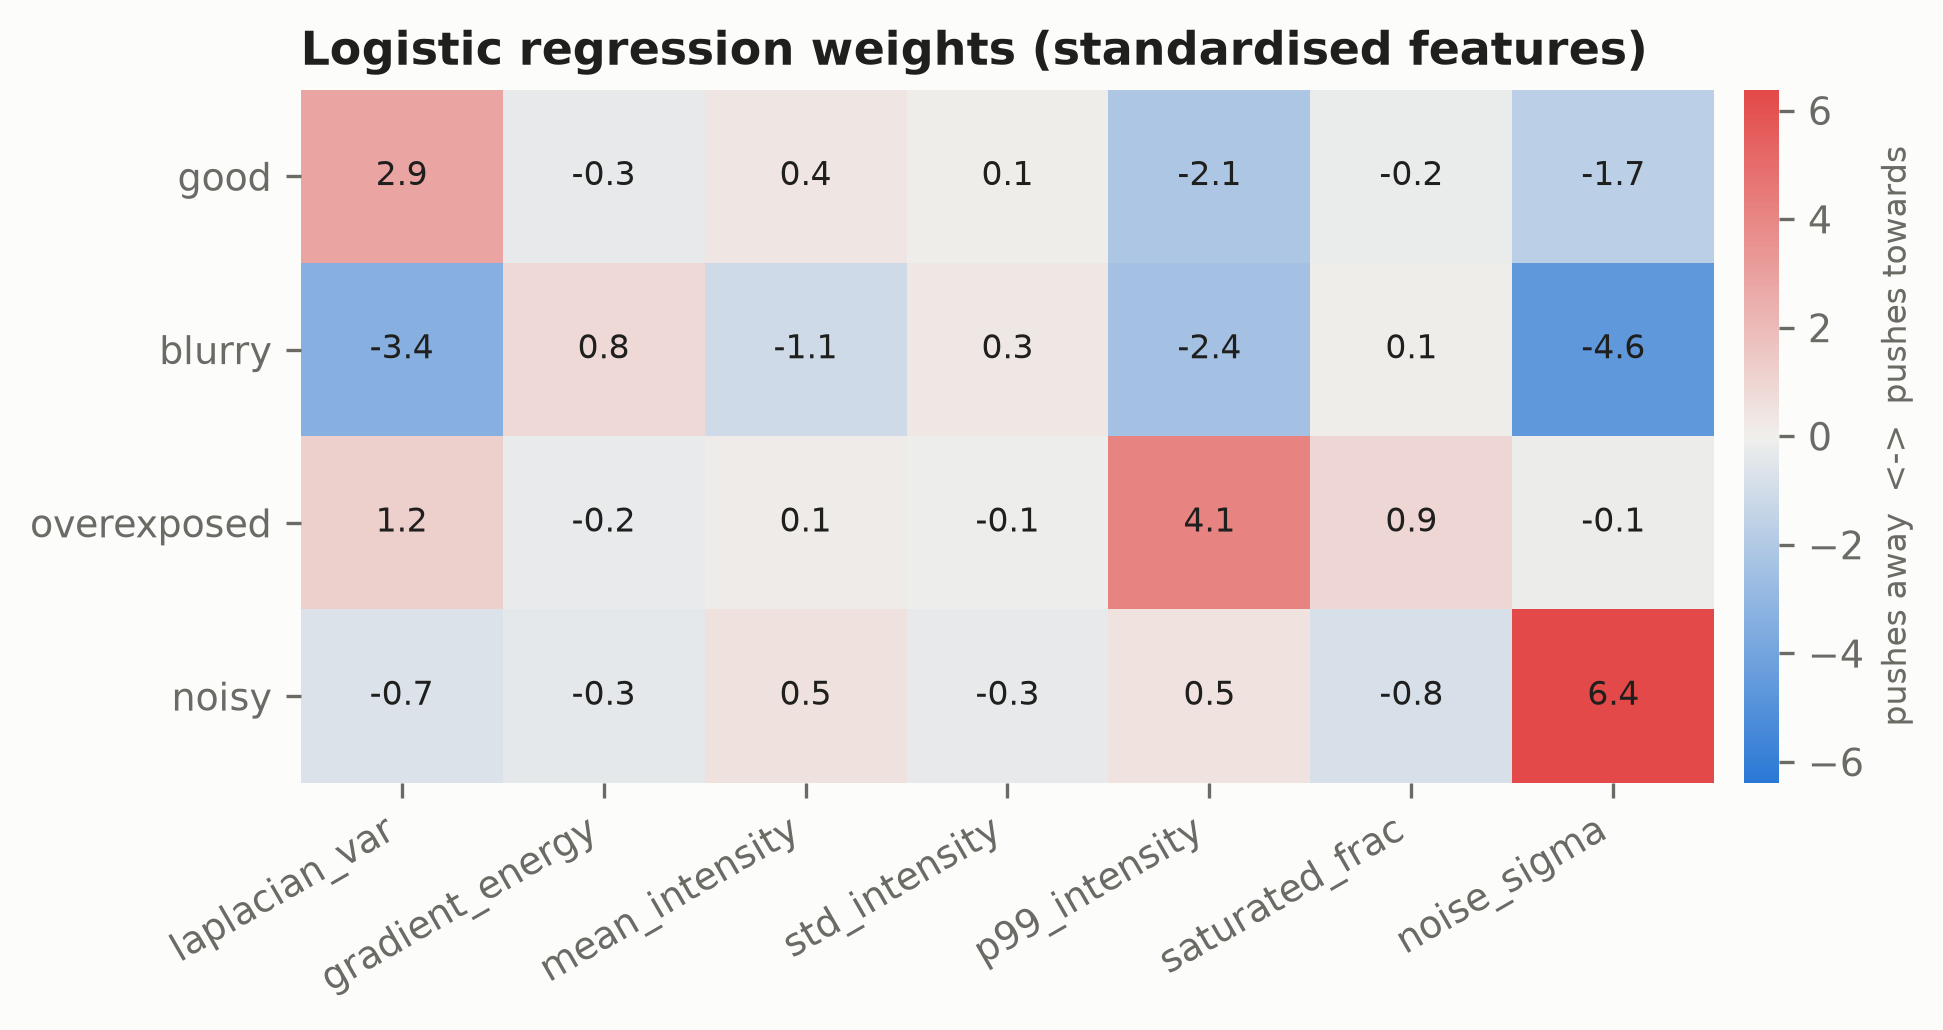 Logistic regression weights (standardised features)
good 2.9 -0.3 0.4 0.1 -2.1 -0.2 -1.7
blurry -3.4 0.8 -1.1 0.3 -2.4 0.1 -4.6
overexposed 1.2 -0.2 0.1 -0.1 4.1 0.9 -0.1
noisy -0.7 -0.3 0.5 -0.3 0.5 -0.8 6.4
laplacian_var
gradient_energy
mean_intensity
std_intensity
p99_intensity
saturated_frac
noise_sigma
6
4
2
0
−2
−4
−6
pushes away <-> pushes towards